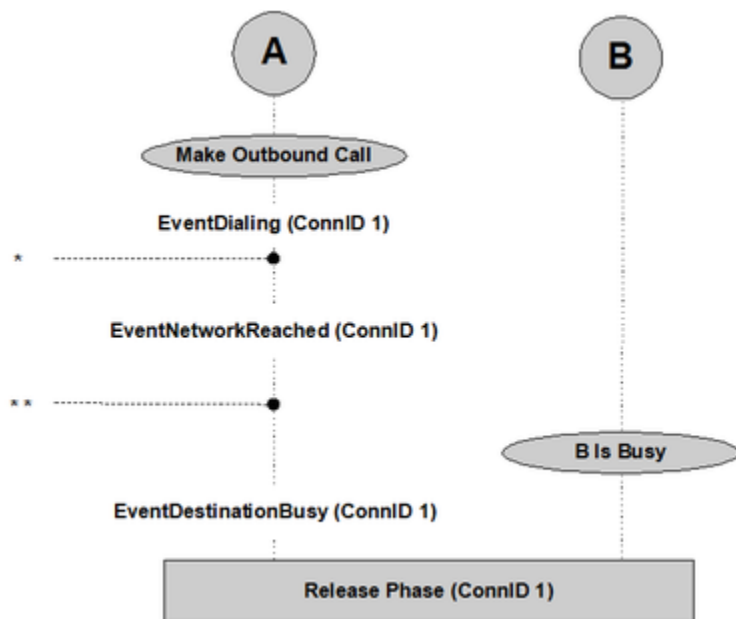 A
B
Make Outbound Call
EventDialing (ConnID 1)
*
EventNetworkReached (ConnID 1)
**
B Is Busy
EventDestinationBusy (ConnID 1)
Release Phase (ConnID 1)